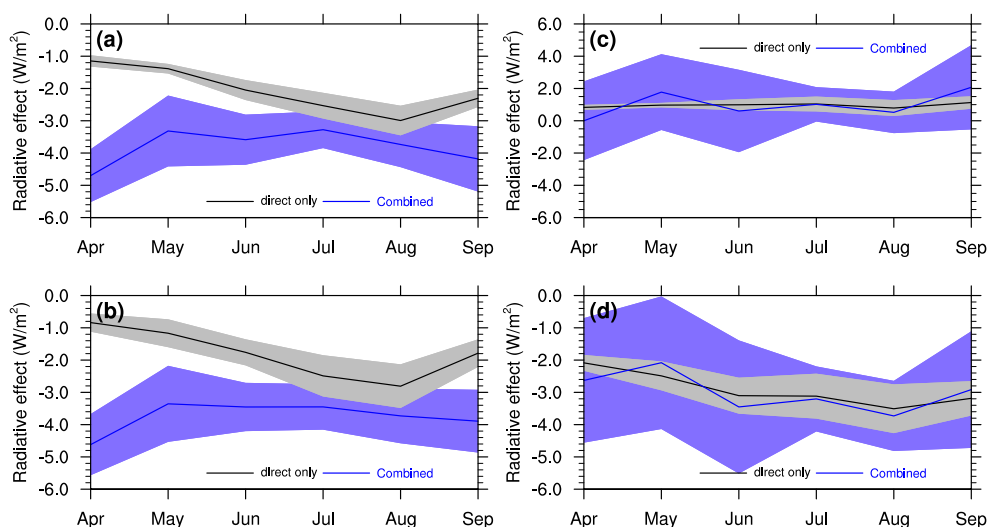 (a)
Radiative effect (W/m²)
0.0
-1.0
-2.0
-3.0
-4.0
-5.0
-6.0
direct only Combined
Apr May Jun Jul Aug Sep
(c)
Radiative effect (W/m²)
6.0
4.0
2.0
0.0
2.0
4.0
6.0
direct only Combined
Apr May Jun Jul Aug Sep
(b)
Radiative effect (W/m²)
0.0
-1.0
-2.0
-3.0
-4.0
-5.0
-6.0
direct only Combined
Apr May Jun Jul Aug Sep
(d)
Radiative effect (W/m²)
0.0
-1.0
-2.0
-3.0
-4.0
-5.0
-6.0
direct only Combined
Apr May Jun Jul Aug Sep